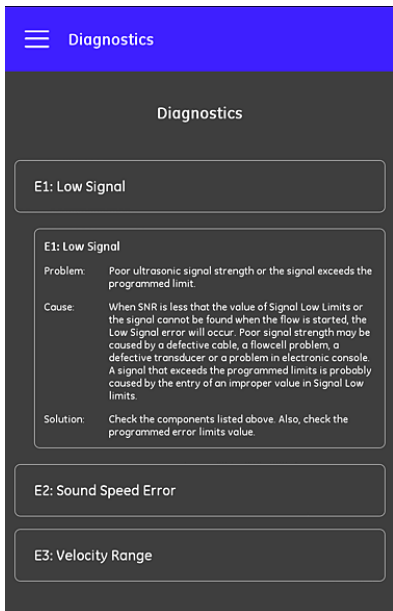 Diagnostics
Diagnostics
E1: Low Signal
E1: Low Signal
Problem: Poor ultrasonic signal strength or the signal exceeds the
programmed limit.
Cause: When SNR is less that the value of Signal Low Limits or
the signal cannot be found when the flow is started, the
Low Signal error will occur. Poor signal strength may be
caused by a defective cable, a flowcell problem, a
defective transducer or a problem in electronic console.
A signal that exceeds the programmed limits is probably
caused by the entry of an improper value in Signal Low
limits.
Solution: Check the components listed above. Also, check the
programmed error limits value.
E2: Sound Speed Error
E3: Velocity Range